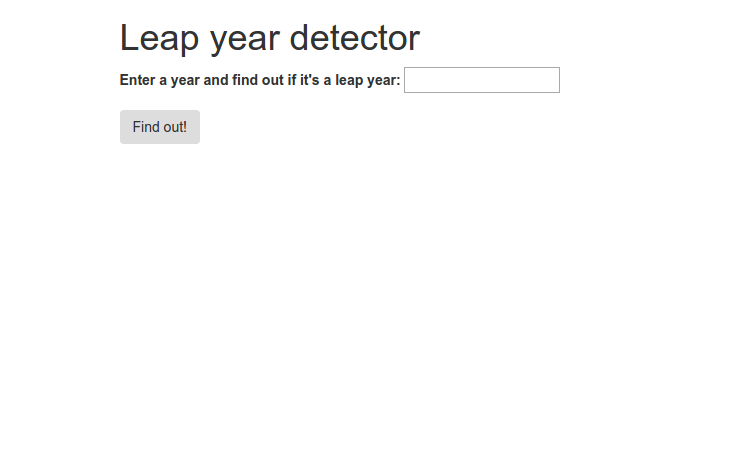 Leap year detector
Enter a year and find out if it's a leap year:
Find out!